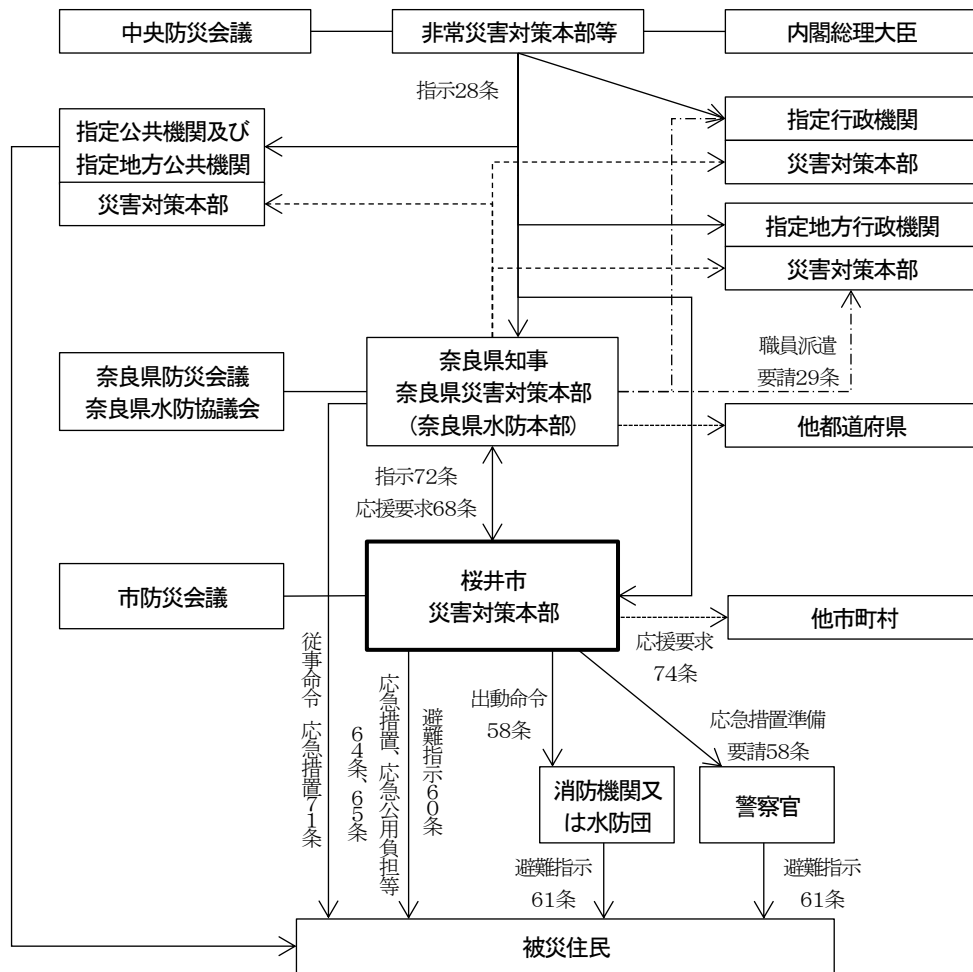 中央防災会議
非常災害対策本部等
内閣総理大臣
指示28条
指定公共機関及び
指定地方公共機関
災害対策本部
指定行政機関
災害対策本部
指定地方行政機関
災害対策本部
奈良県防災会議
奈良県水防協議会
奈良県知事
奈良県災害対策本部
(奈良県水防本部)
職員派遣
要請29条
他都道府県
指示72条
応援要求68条
市防災会議
桜井市
災害対策本部
他市町村
応援要求
74条
従事命令 応急措置71条
64条、65条
応急措置、応急公用負担等
避難指示60条
出動命令
58条
応急措置準備
要請58条
消防機関又
は水防団
警察官
避難指示
61条
避難指示
61条
被災住民